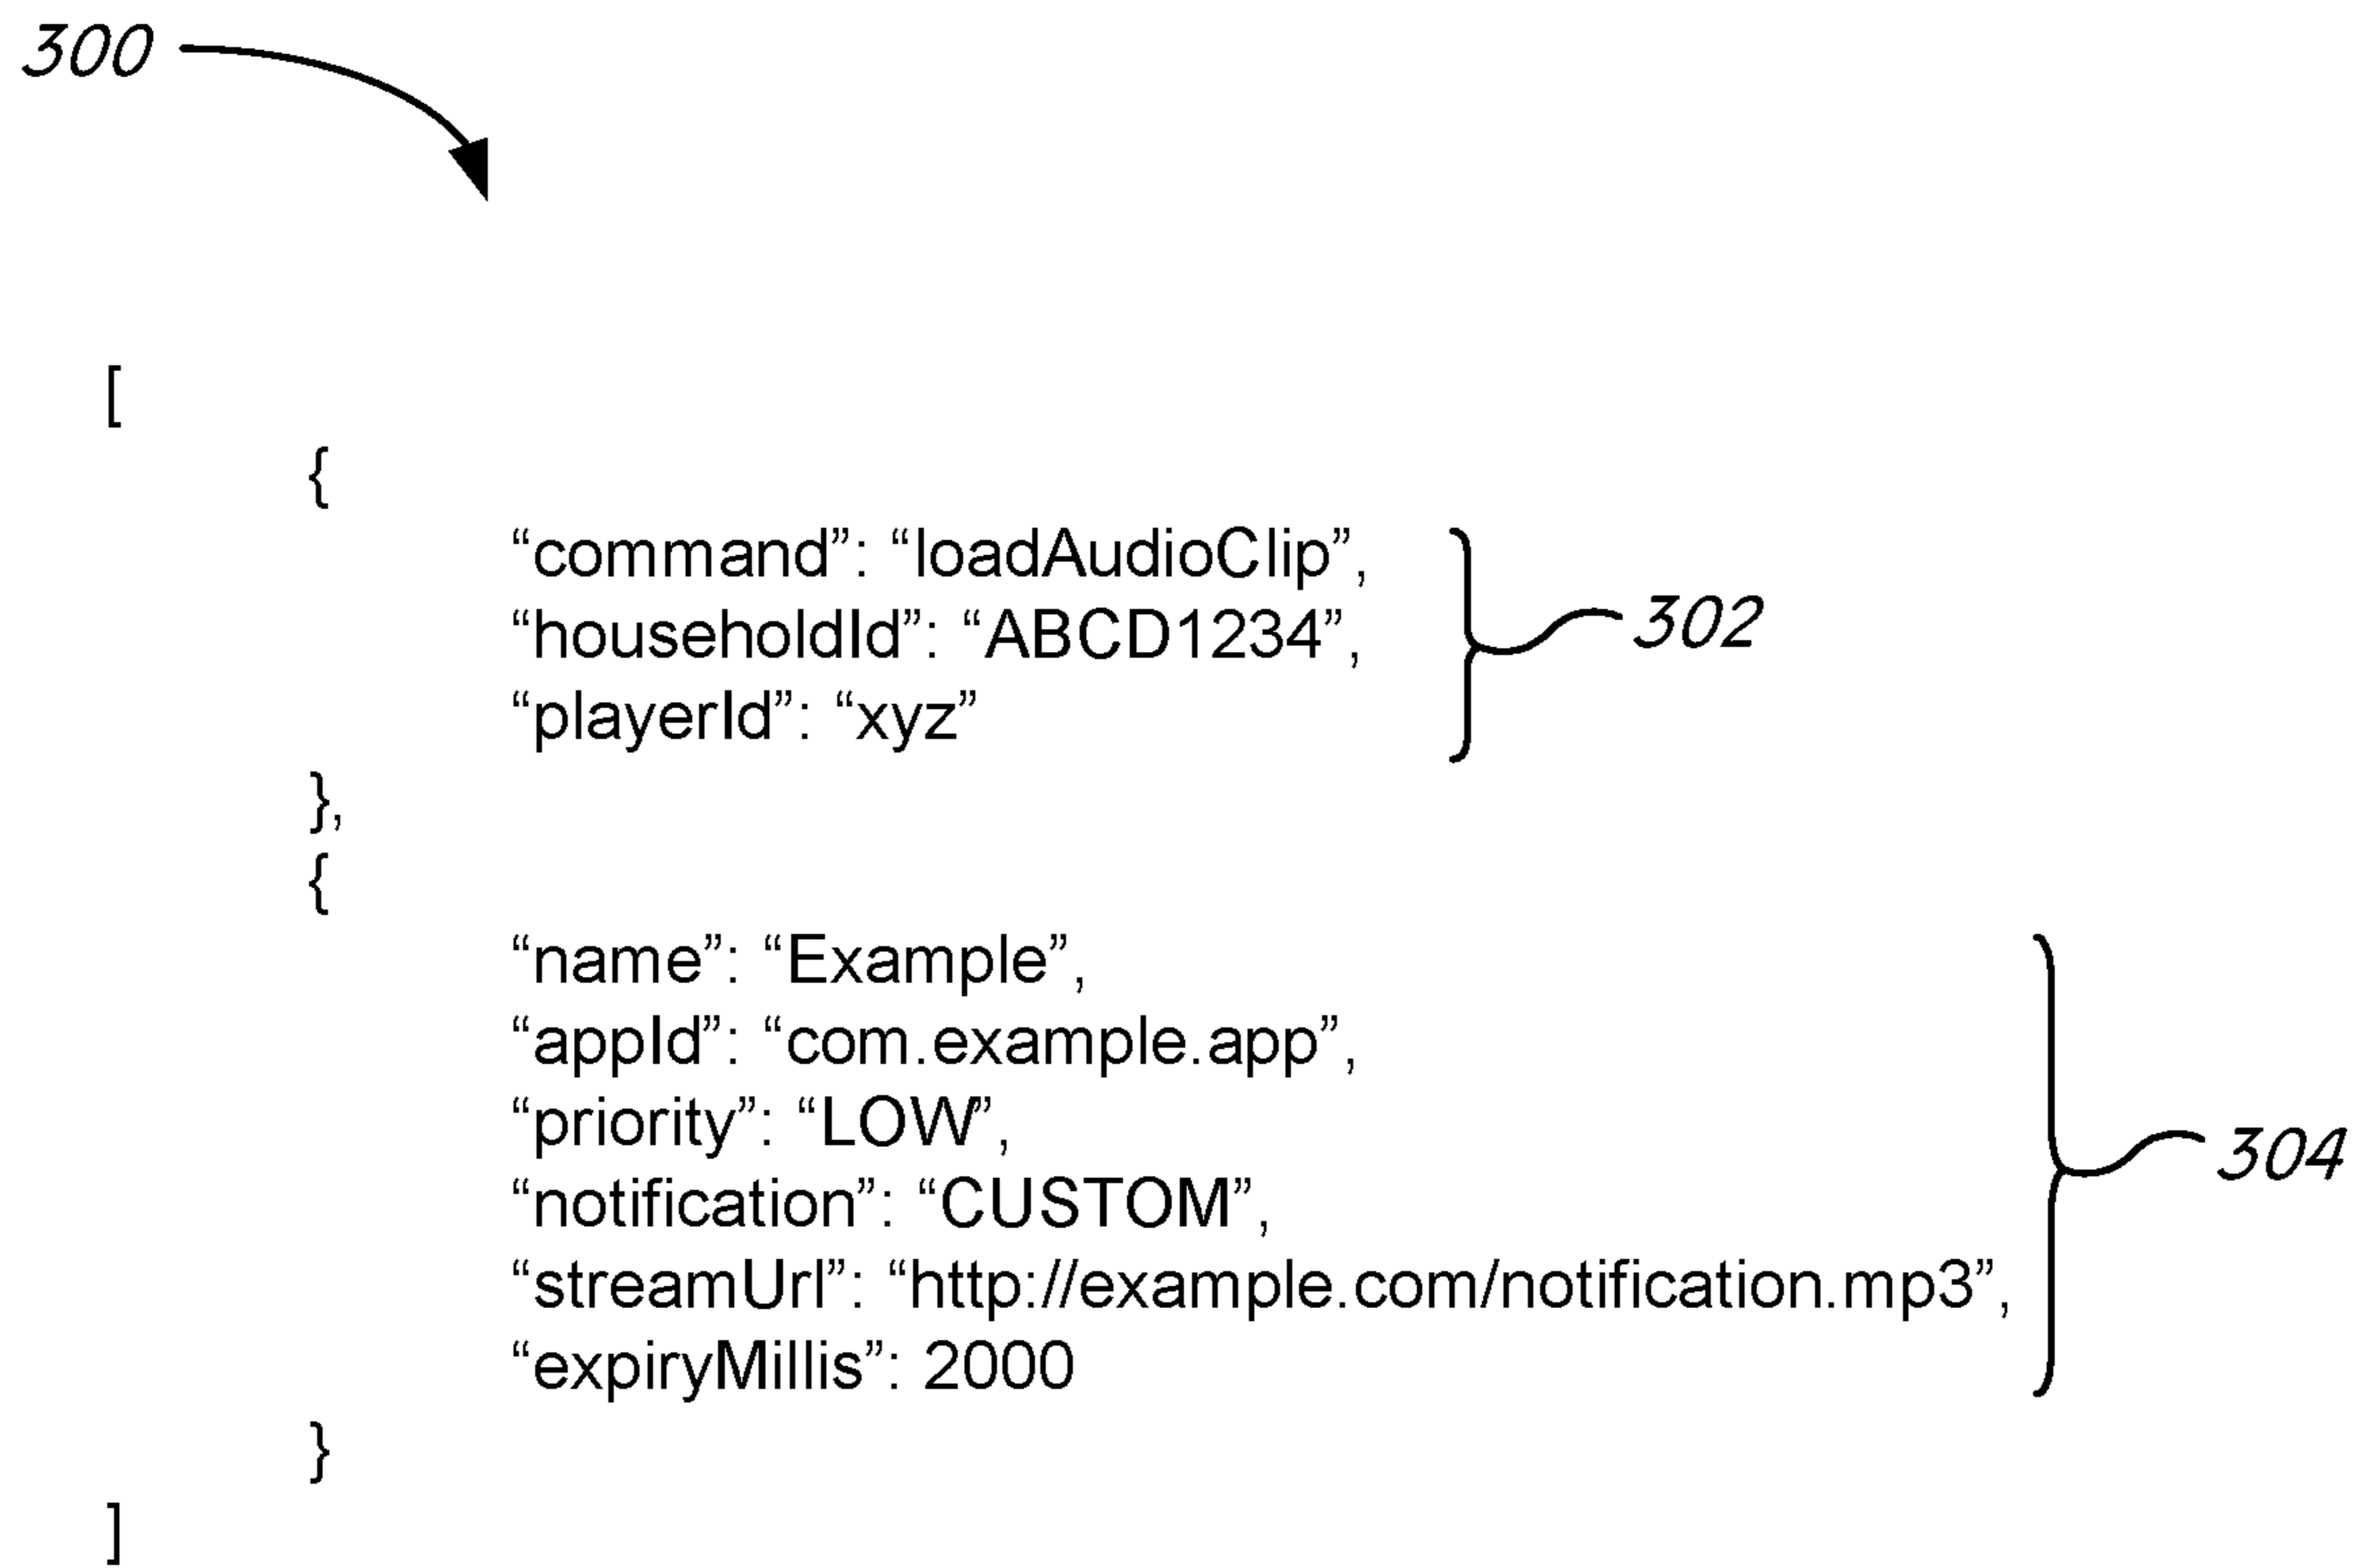 300
[
{
“command”: “loadAudioClip”,
“householdId”: “ABCD1234”,
“playerId”: “xyz”
302
},
{
“name”: “Example”,
“appId”: “com.example.app”,
“priority”: “LOW”,
“notification”: “CUSTOM”,
“streamUrl”: “http://example.com/notification.mp3”,
“expiryMillis”: 2000
304
}
]